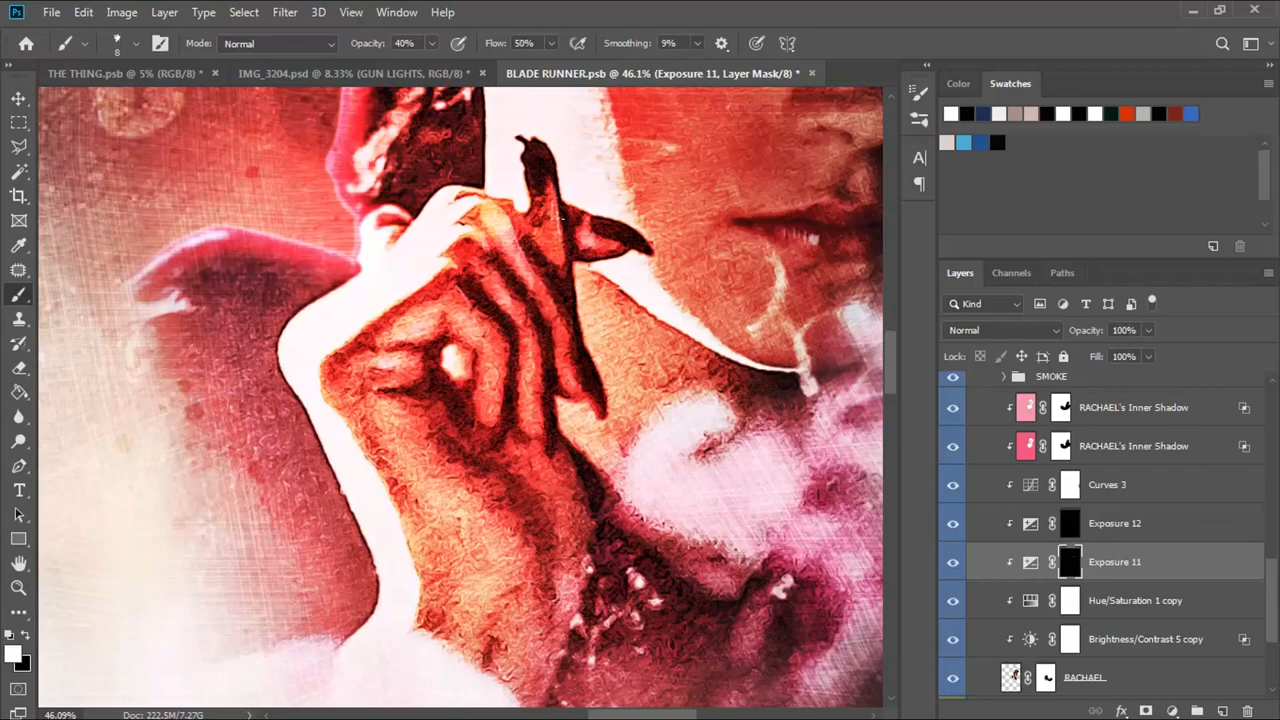 Ps File Edit Image Layer Type Select Filter 3D View Window Help
8 Mode: Normal Opacity: 40% Flow: 50% Smoothing: 9%
THE THING.psb @ 5% (RGB/8) * IMG_3204.psd @ 8.33% (GUN LIGHTS, RGB/8) * BLADE RUNNER.psb @ 46.1% (Exposure 11, Layer Mask/8) *
Color Swatches
Layers Channels Paths
Kind
Normal Opacity: 100%
Lock: Fill: 100%
SMOKE
RACHAEL's Inner Shadow
RACHAEL's Inner Shadow
Curves 3
Exposure 12
Exposure 11
Hue/Saturation 1 copy
Brightness/Contrast 5 copy
RACHAEL
46.09% Doc: 222.5M/7.27G